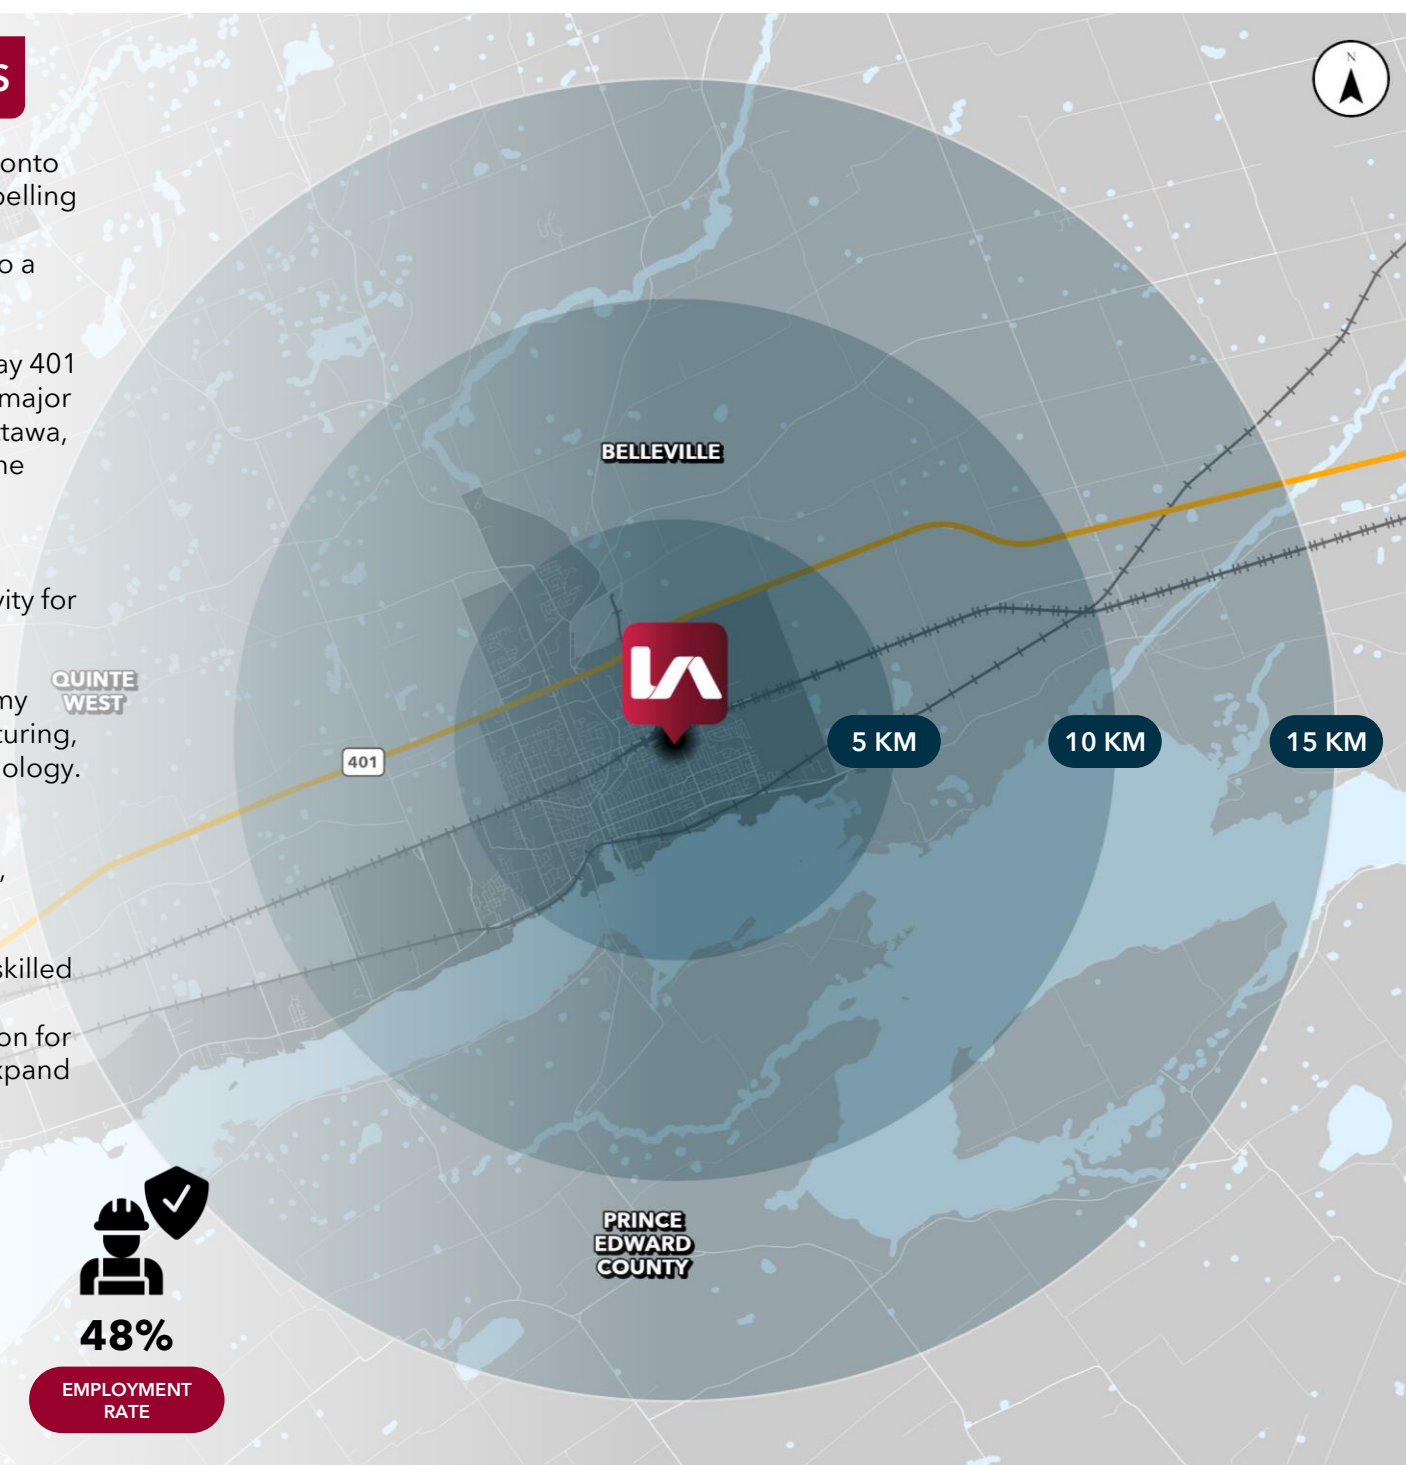 S
onto
pelling
o a
ay 401
major
ttawa,
ne
vity for
my
turing,
ology.
,
skilled
on for
xpand
N
BELLEVILLE
QUINTE
WEST
401
5 KM
10 KM
15 KM
PRINCE
EDWARD
COUNTY
48%
EMPLOYMENT
RATE